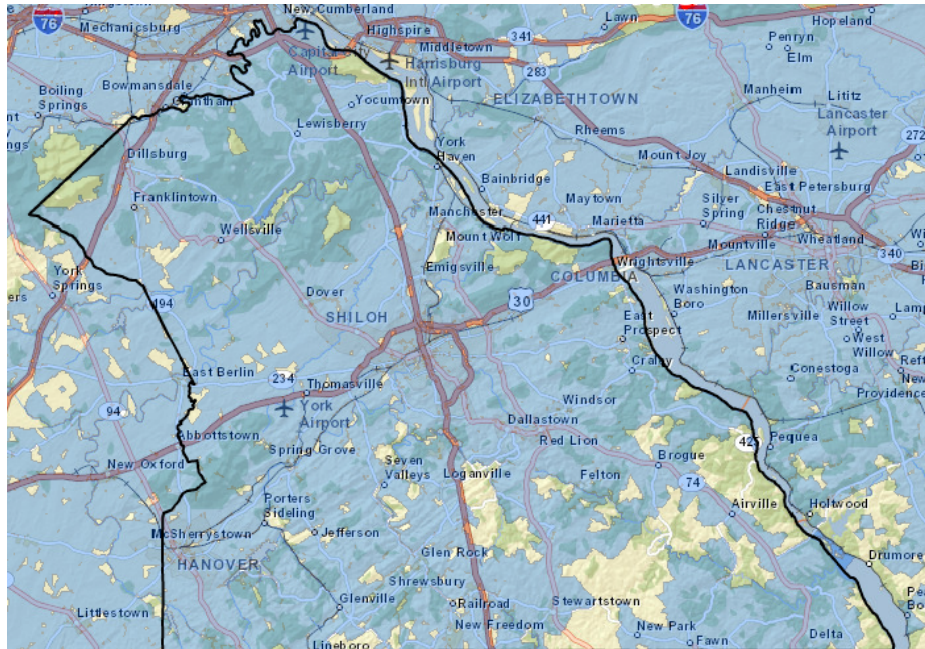 New Cumberland
76
Mechanicsburg
Highspire
Lawn
76
Hopeland
341
Penryn
Elm
Capital City
Airport
Middletown
Harrisburg
Intl Airport
283
Bowmansdale
Boiling
Springs
Grantham
Yocumtown
ELIZABETHTOWN
Manheim
Lititz
Lancaster
Airport
272
Lewisberry
Rheems
Dillsburg
York
Haven
Mount Joy
Landisville
East Petersburg
Bainbridge
Franklintown
Maytown
Silver
Spring
Chestnut
Ridge
Manchester
441
Marietta
Wellsville
Mount Wolf
Mountville
Wheatland
340
York
Springs
Emigsville
COLUMBIA
Wrightsville
LANCASTER
Dover
30
Washington
Boro
Bausman
194
SHILOH
East
Prospect
Millersville
Willow
Street
West
Willow
Craley
Conestoga
East Berlin
234
Thomasville
Providence
94
York
Airport
Windsor
Dallastown
Abbottstown
Red Lion
425
Pequea
New Oxford
Spring Grove
Seven
Valleys
Loganville
Felton
Brogue
74
Porters
Sideling
Airville
Holtwood
McSherrystown
Jefferson
HANOVER
Glen Rock
Drumore
Shrewsbury
Littlestown
Glenville
Railroad
Stewartstown
New Freedom
New Park
Delta
Lineboro
Fawn